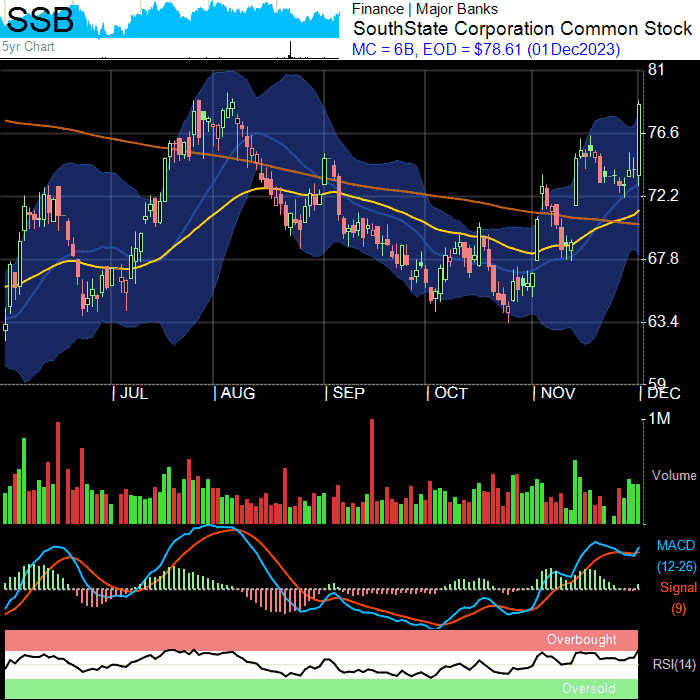 SSB
5yr Chart
Finance | Major Banks
SouthState Corporation Common Stock
MC = 6B, EOD = $78.61 (01Dec2023)
81
76.6
72.2
67.8
63.4
59
JUL
AUG
SEP
OCT
NOV
DEC
1M
Volume
MACD
(12-26)
Signal
(9)
Overbought
RSI(14)
Oversold